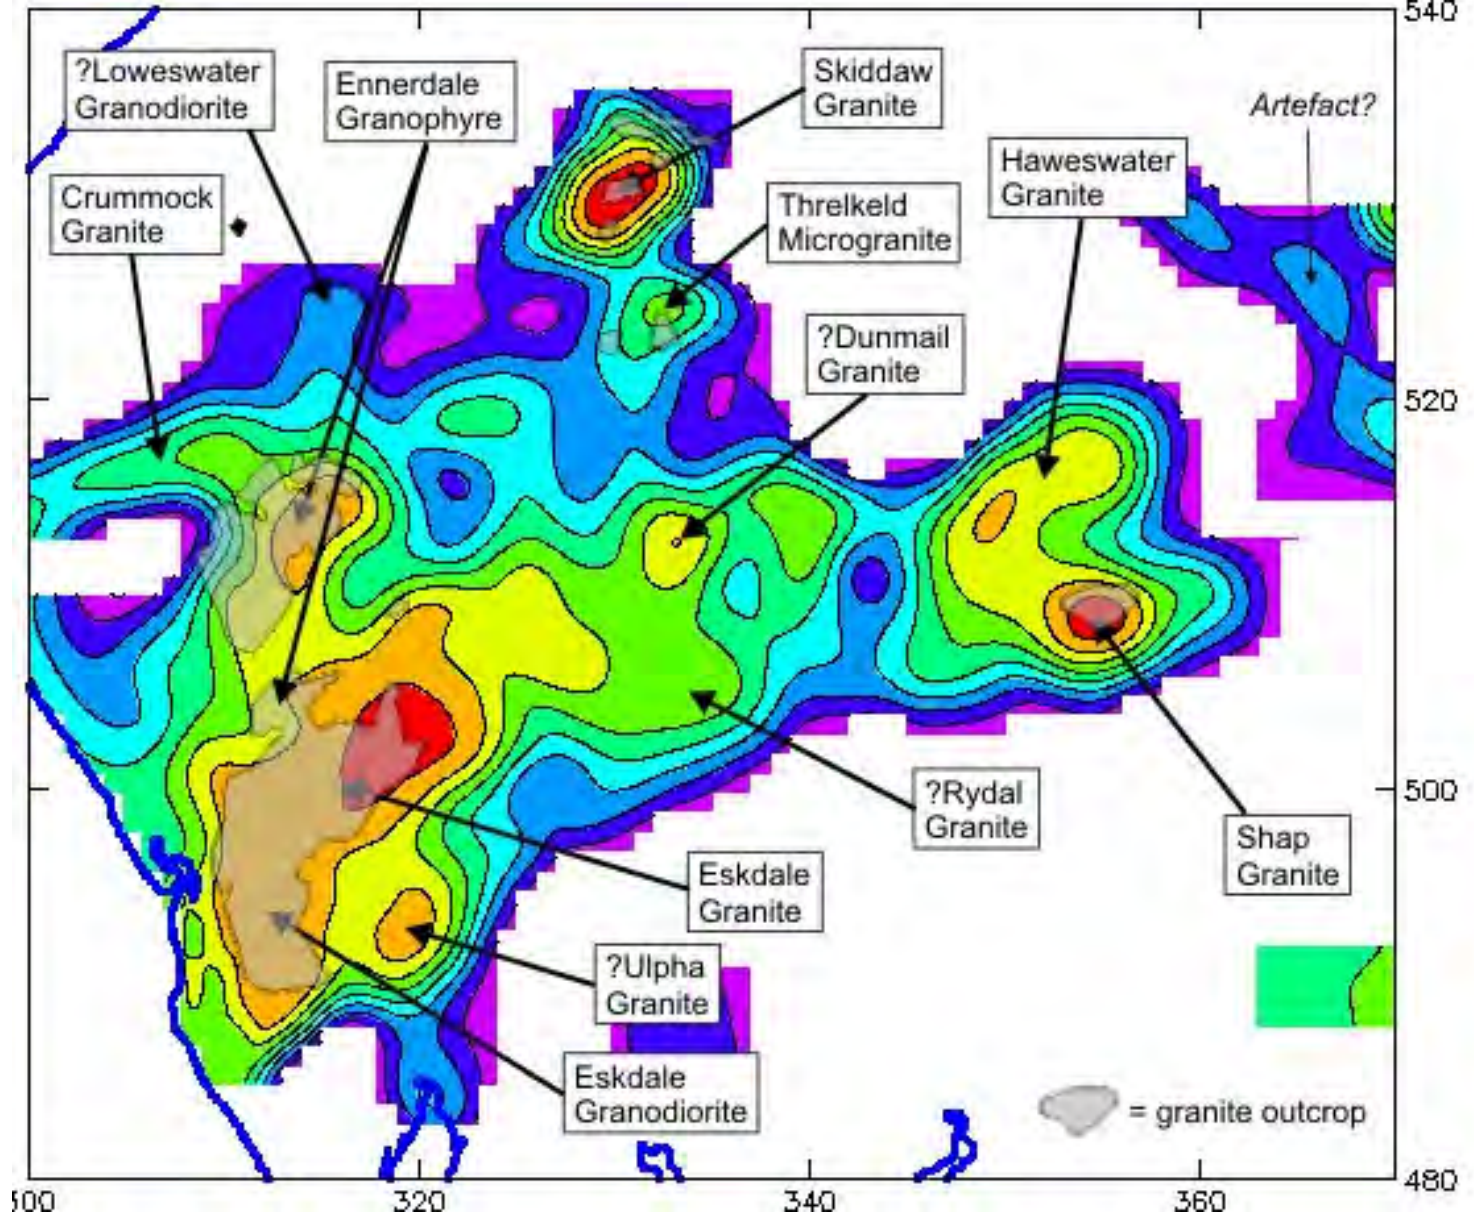 540
?Loweswater
Granodiorite
Ennerdale
Granophyre
Skiddaw
Granite
Artefact?
Haweswater
Granite
Crummock
Granite
Threlkeld
Microgranite
?Dunmail
Granite
520
500
?Rydal
Granite
Shap
Granite
Eskdale
Granite
?Ulpha
Granite
Eskdale
Granodiorite
= granite outcrop
480
300
320
340
360